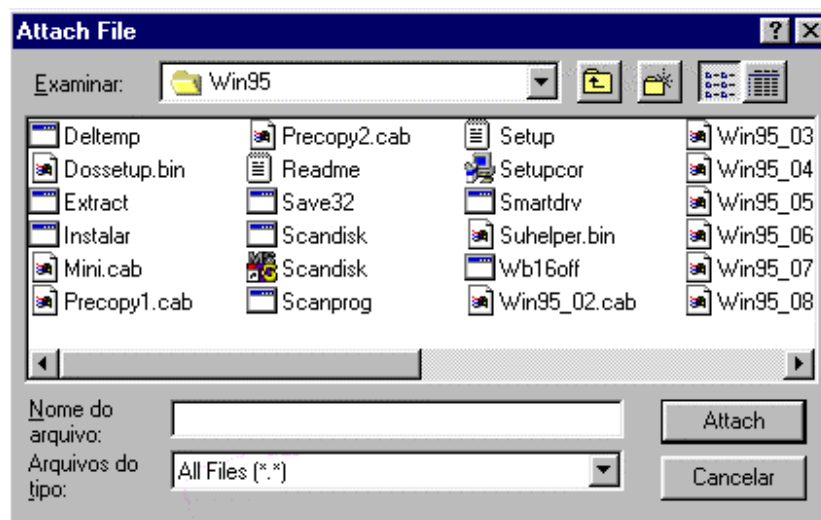 Attach File
Examinar: Win95
Deltemp Precopy2.cab Setup Win95_03
Dossetup.bin Readme Setupcor Win95_04
Extract Save32 Smartdrv Win95_05
Instalar Scandisk Suhelper.bin Win95_06
Mini.cab Scandisk Wb16off Win95_07
Precopy1.cab Scanprog Win95_02.cab Win95_08
Nome do
arquivo:
Attach
Arquivos do
tipo:
All Files (*.*)
Cancelar